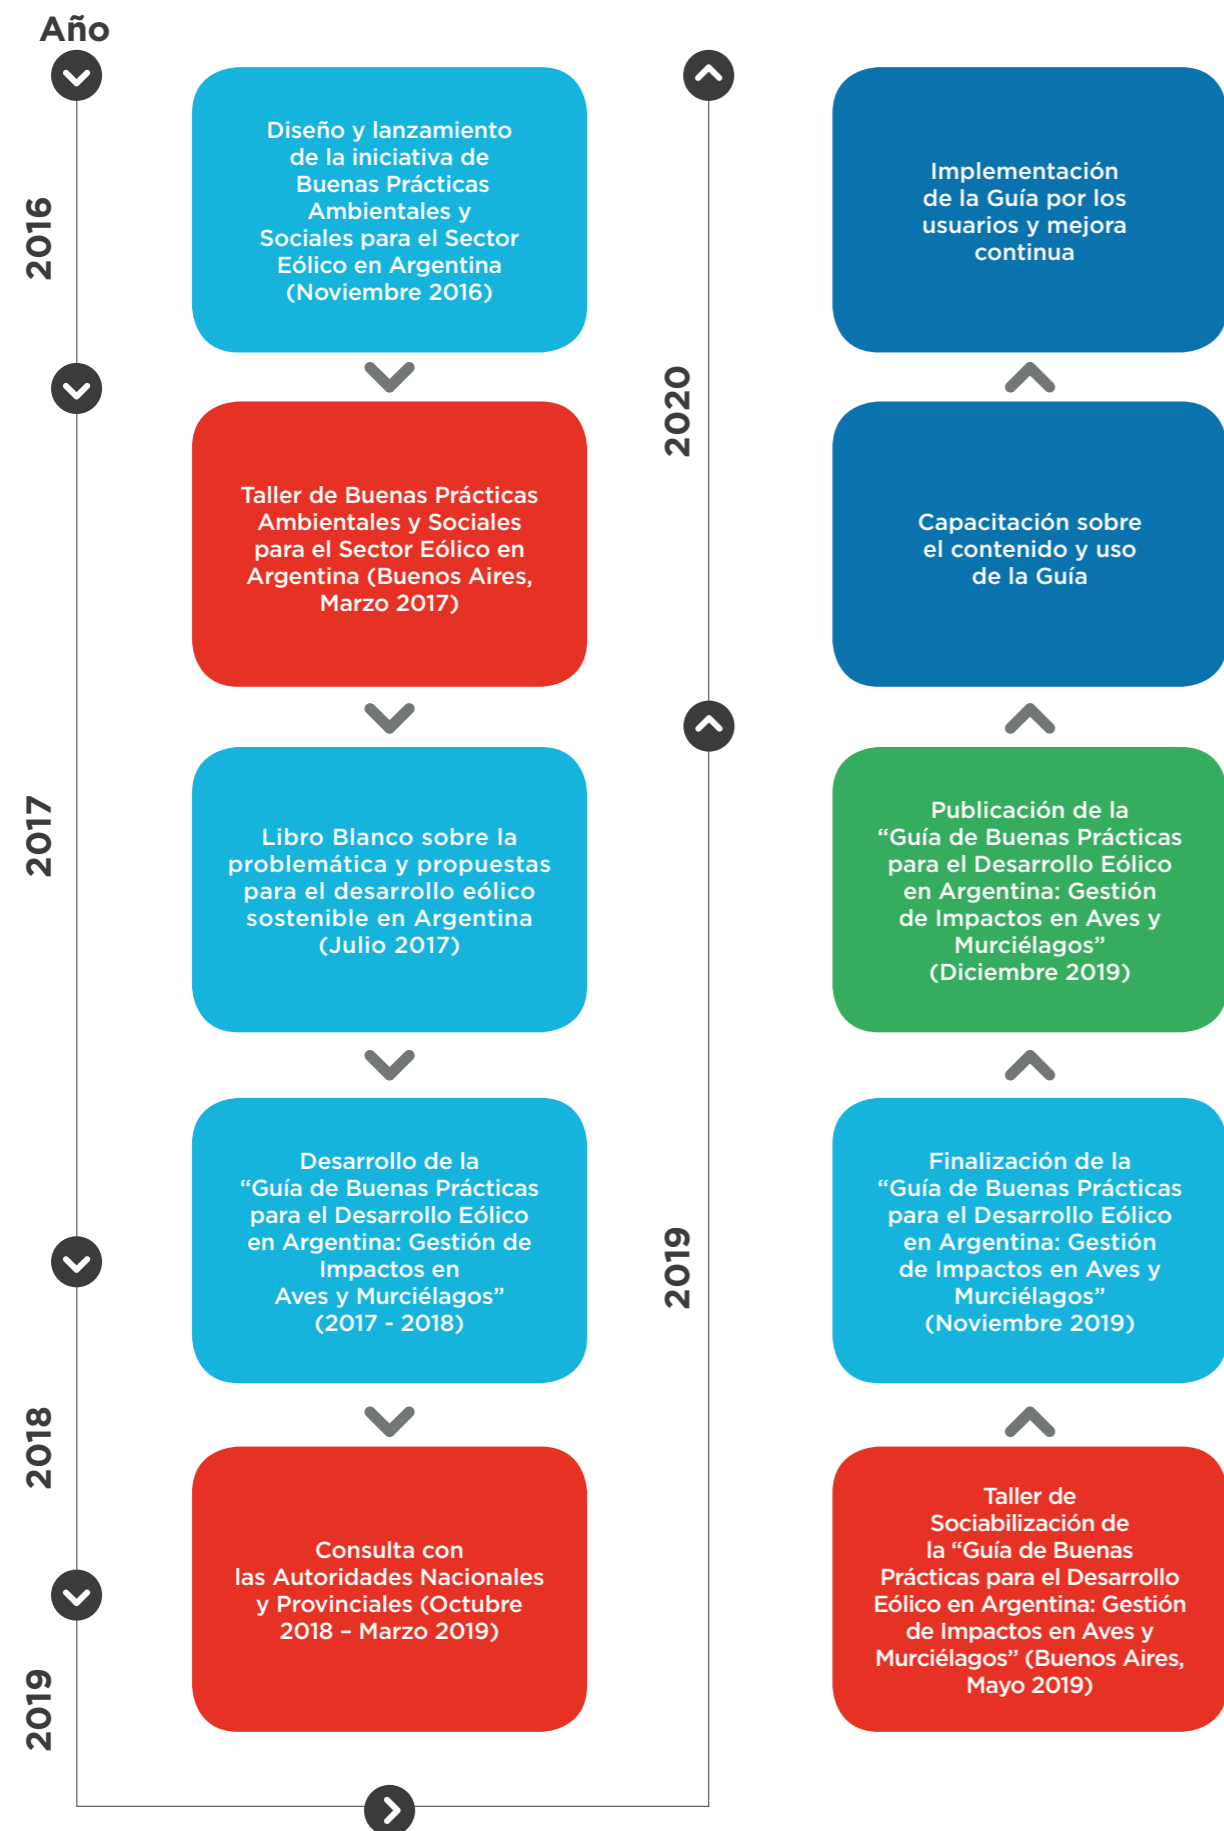 Año
2016
Diseño y lanzamiento
de la iniciativa de
Buenas Prácticas
Ambientales y
Sociales para el Sector
Eólico en Argentina
(Noviembre 2016)
2017
Taller de Buenas Prácticas
Ambientales y Sociales
para el Sector Eólico en
Argentina (Buenos Aires,
Marzo 2017)
Libro Blanco sobre la
problemática y propuestas
para el desarrollo eólico
sostenible en Argentina
(Julio 2017)
Desarrollo de la
“Guía de Buenas Prácticas
para el Desarrollo Eólico
en Argentina: Gestión de
Impactos en
Aves y Murciélagos”
(2017 - 2018)
2018
Consulta con
las Autoridades Nacionales
y Provinciales (Octubre
2018 – Marzo 2019)
2019
2019
Taller de
Sociabilización de
la “Guía de Buenas
Prácticas para el Desarrollo
Eólico en Argentina: Gestión
de Impactos en Aves y
Murciélagos” (Buenos Aires,
Mayo 2019)
Finalización de la
“Guía de Buenas Prácticas
para el Desarrollo Eólico
en Argentina: Gestión
de Impactos en Aves y
Murciélagos”
(Noviembre 2019)
Publicación de la
“Guía de Buenas Prácticas
para el Desarrollo Eólico
en Argentina: Gestión
de Impactos en Aves y
Murciélagos”
(Diciembre 2019)
2020
Capacitación sobre
el contenido y uso
de la Guía
Implementación
de la Guía por los
usuarios y mejora
continua